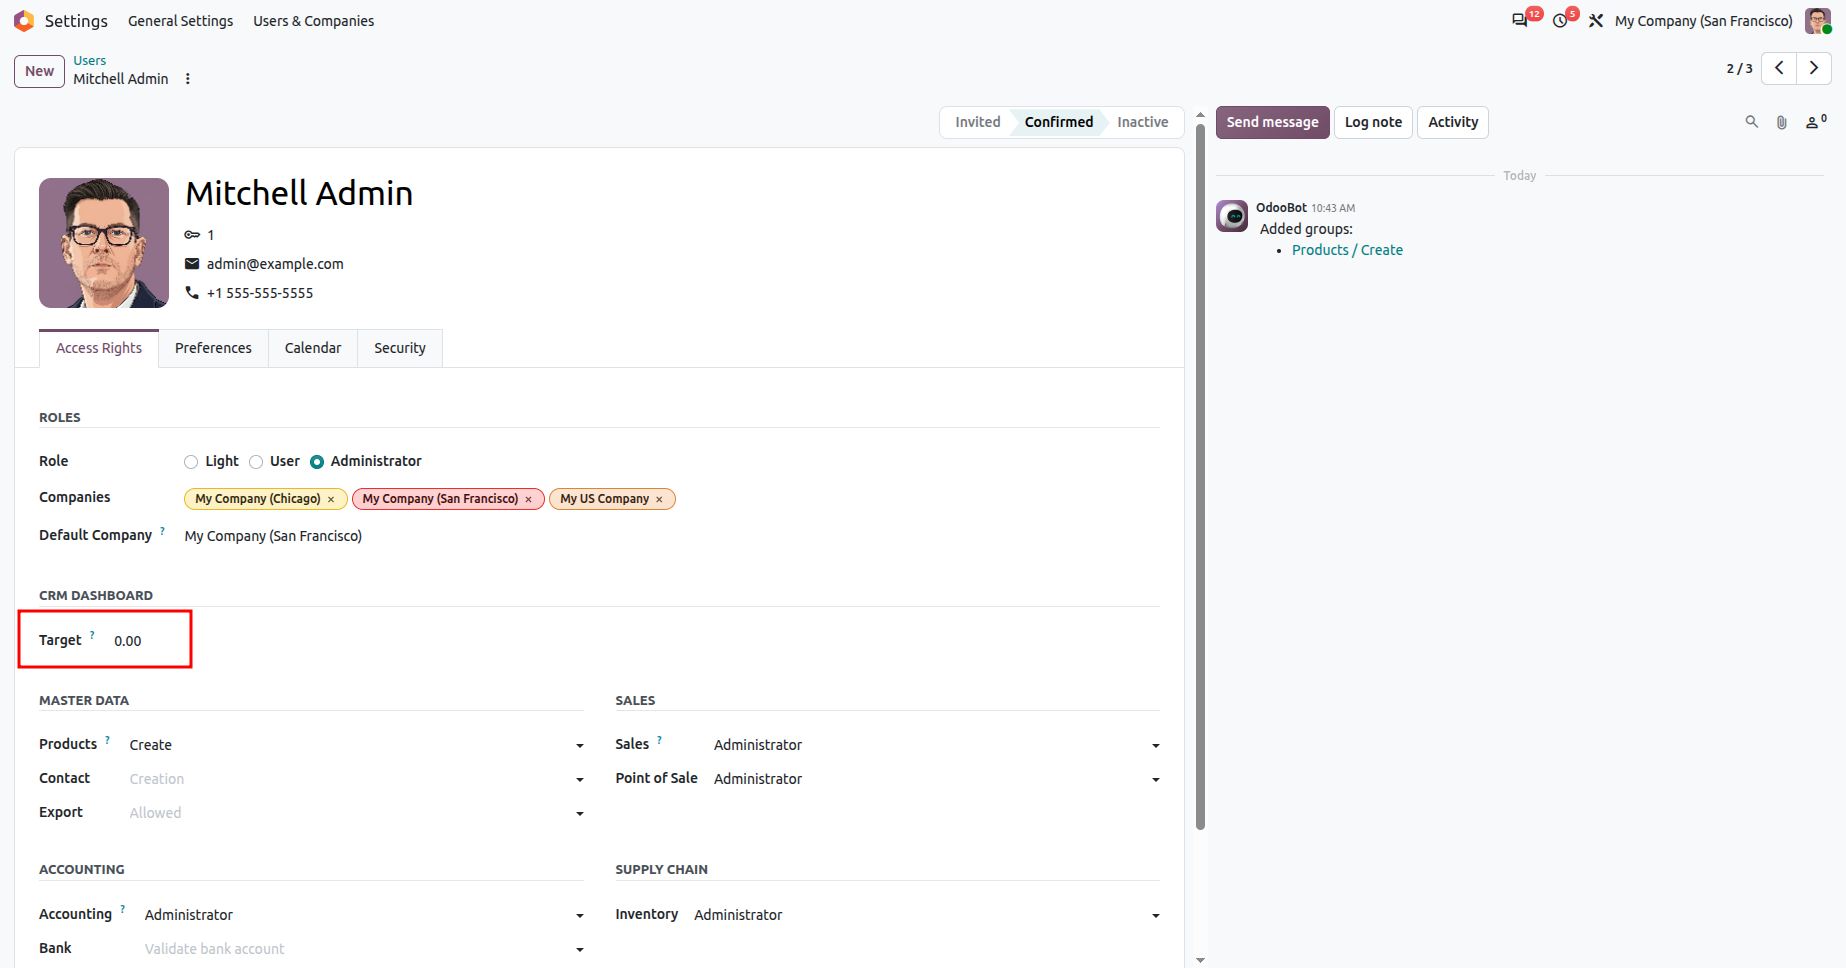 Settings General Settings Users & Companies 12 5 My Company (San Francisco)
New Users
Mitchell Admin 2 / 3
Invited Confirmed Inactive Send message Log note Activity 0
Today
Mitchell Admin
1
admin@example.com
+1 555-555-5555
OdooBot 10:43 AM
Added groups:
• Products / Create
Access Rights Preferences Calendar Security
ROLES
Role Light User Administrator
Companies My Company (Chicago) × My Company (San Francisco) × My US Company ×
Default Company ? My Company (San Francisco)
CRM DASHBOARD
Target ? 0.00
MASTER DATA SALES
Products ? Create Sales ? Administrator
Contact Creation Point of Sale Administrator
Export Allowed
ACCOUNTING SUPPLY CHAIN
Accounting ? Administrator Inventory Administrator
Bank Validate bank account